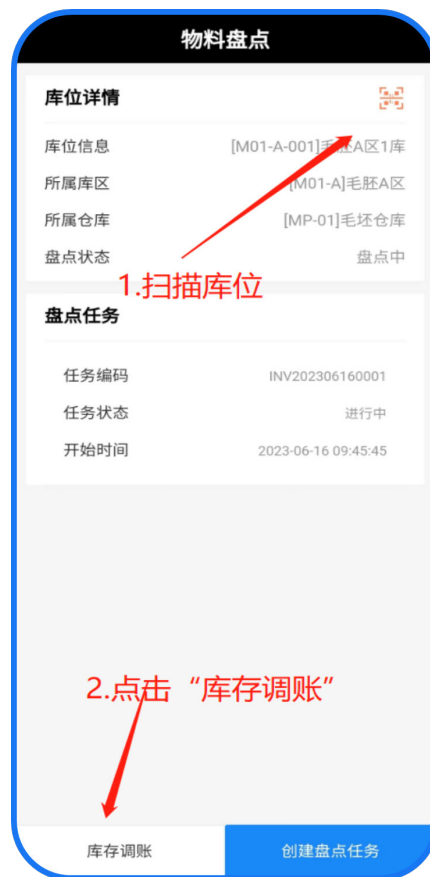 物料盘点
库位详情
库位信息 [M01-A-001]毛胚A区1库
所属库区 [M01-A]毛胚A区
所属仓库 [MP-01]毛坯仓库
盘点状态 盘点中
1.扫描库位
盘点任务
任务编码 INV202306160001
任务状态 进行中
开始时间 2023-06-16 09:45:45
2.点击“库存调账”
库存调账 创建盘点任务